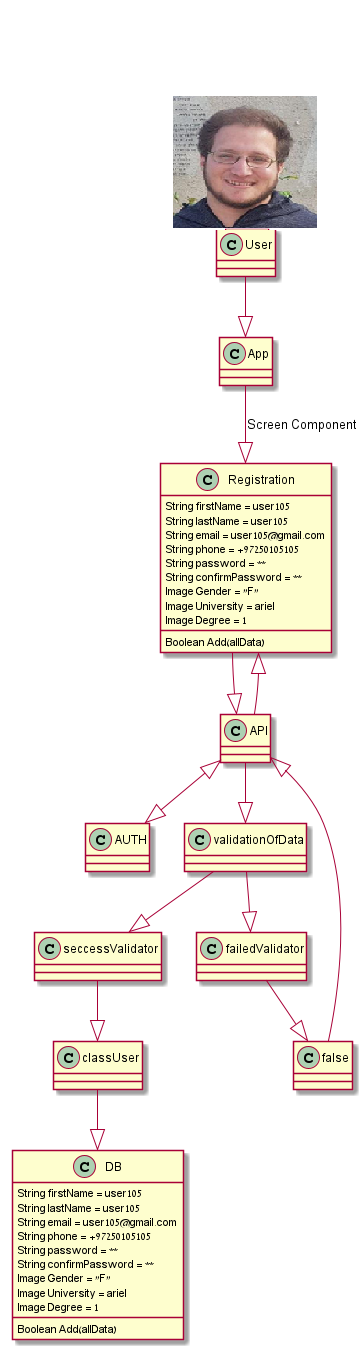 C User
C App
Screen Component
C Registration
String firstName = user105
String lastName = user105
String email = user105@gmail.com
String phone = +97250105105
String password = **
String confirmPassword = **
Image Gender = "F"
Image University = ariel
Image Degree = 1
Boolean Add(allData)
C API
C AUTH
C validationOfData
C seccessValidator
C failedValidator
C classUser
C false
C DB
String firstName = user105
String lastName = user105
String email = user105@gmail.com
String phone = +97250105105
String password = **
String confirmPassword = **
Image Gender = "F"
Image University = ariel
Image Degree = 1
Boolean Add(allData)